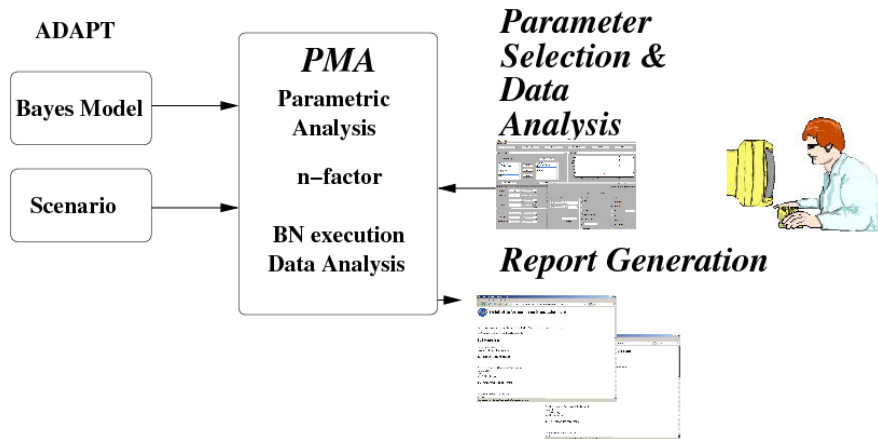 ADAPT
Bayes Model
Scenario
PMA
Parametric
Analysis
n–factor
BN execution
Data Analysis
Parameter
Selection &
Data
Analysis
Report Generation